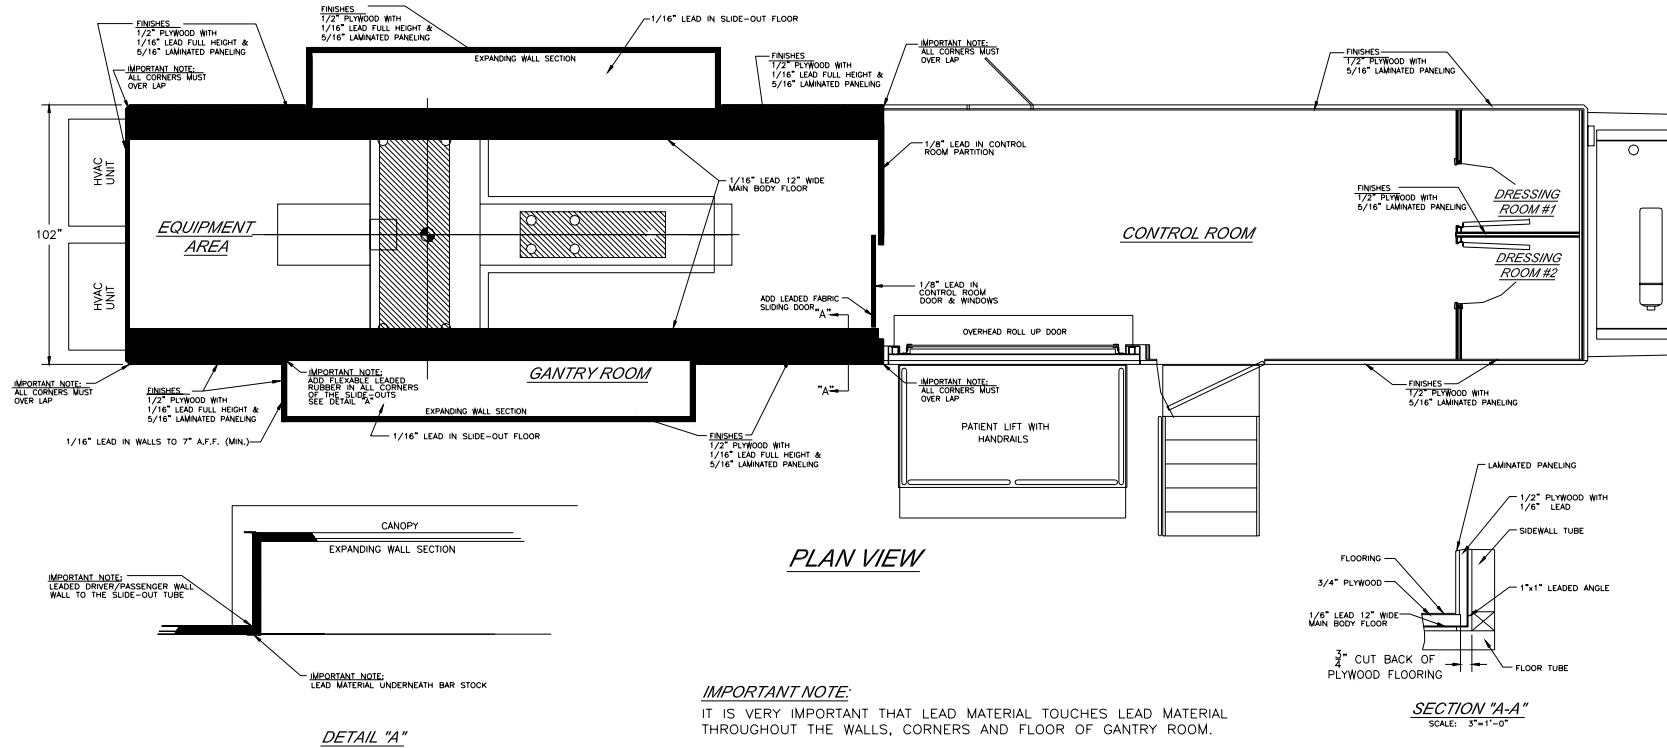 FINISHES
1/2" PLYWOOD WITH
1/16" LEAD FULL HEIGHT &
5/16" LAMINATED PANELING
IMPORTANT NOTE:
ALL CORNERS MUST
OVER LAP
FINISHES
1/2" PLYWOOD WITH
1/16" LEAD FULL HEIGHT &
5/16" LAMINATED PANELING
1/16" LEAD IN SLIDE-OUT FLOOR
EXPANDING WALL SECTION
FINISHES
1/2" PLYWOOD WITH
1/16" LEAD FULL HEIGHT &
5/16" LAMINATED PANELING
IMPORTANT NOTE:
ALL CORNERS MUST
OVER LAP
FINISHES
1/2" PLYWOOD WITH
5/16" LAMINATED PANELING
102"
HVAC
UNIT
HVAC
UNIT
EQUIPMENT
AREA
1/16" LEAD 12" WIDE
MAIN BODY FLOOR
1/8" LEAD IN CONTROL
ROOM PARTITION
CONTROL ROOM
FINISHES
1/2" PLYWOOD WITH
5/16" LAMINATED PANELING
DRESSING
ROOM #1
DRESSING
ROOM #2
1/8" LEAD IN
CONTROL ROOM
DOOR & WINDOWS
ADD LEADED FABRIC
SLIDING DOOR
"A"
"A"
OVERHEAD ROLL UP DOOR
IMPORTANT NOTE:
ALL CORNERS MUST
OVER LAP
FINISHES
1/2" PLYWOOD WITH
1/16" LEAD FULL HEIGHT &
5/16" LAMINATED PANELING
1/16" LEAD IN WALLS TO 7" A.F.F. (MIN.)
IMPORTANT NOTE:
ADD FLEXABLE LEADED
RUBBER IN ALL CORNERS
OF THE SLIDE-OUTS
SEE DETAIL "A"
GANTRY ROOM
EXPANDING WALL SECTION
1/16" LEAD IN SLIDE-OUT FLOOR
FINISHES
1/2" PLYWOOD WITH
1/16" LEAD FULL HEIGHT &
5/16" LAMINATED PANELING
IMPORTANT NOTE:
ALL CORNERS MUST
OVER LAP
PATIENT LIFT WITH
HANDRAILS
FINISHES
1/2" PLYWOOD WITH
5/16" LAMINATED PANELING
PLAN VIEW
CANOPY
EXPANDING WALL SECTION
IMPORTANT NOTE:
LEADED DRIVER/PASSENGER WALL
WALL TO THE SLIDE-OUT TUBE
IMPORTANT NOTE:
LEAD MATERIAL UNDERNEATH BAR STOCK
DETAIL "A"
IMPORTANT NOTE:
IT IS VERY IMPORTANT THAT LEAD MATERIAL TOUCHES LEAD MATERIAL
THROUGHOUT THE WALLS, CORNERS AND FLOOR OF GANTRY ROOM.
LAMINATED PANELING
1/2" PLYWOOD WITH
1/6" LEAD
SIDEWALL TUBE
FLOORING
3/4" PLYWOOD
1"x1" LEADED ANGLE
1/6" LEAD 12" WIDE
MAIN BODY FLOOR
3/4" CUT BACK OF
PLYWOOD FLOORING
FLOOR TUBE
SECTION "A-A"
SCALE: 3"=1'-0"